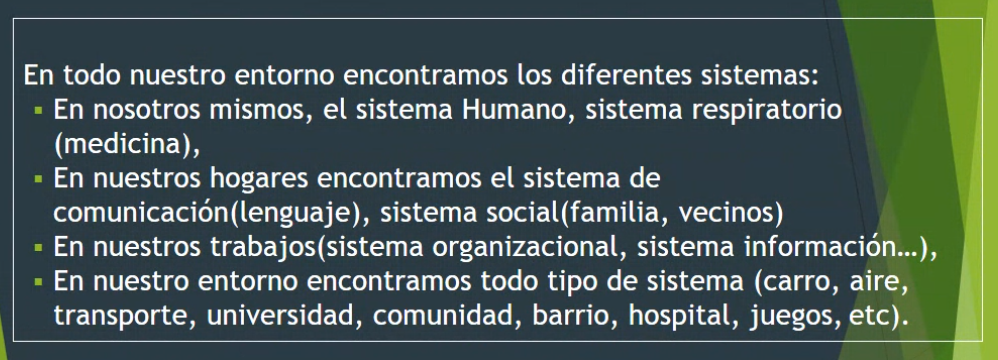 En todo nuestro entorno encontramos los diferentes sistemas:
▪ En nosotros mismos, el sistema Humano, sistema respiratorio
(medicina),
▪ En nuestros hogares encontramos el sistema de
comunicación(lenguaje), sistema social(familia, vecinos)
▪ En nuestros trabajos(sistema organizacional, sistema información…),
▪ En nuestro entorno encontramos todo tipo de sistema (carro, aire,
transporte, universidad, comunidad, barrio, hospital, juegos, etc).